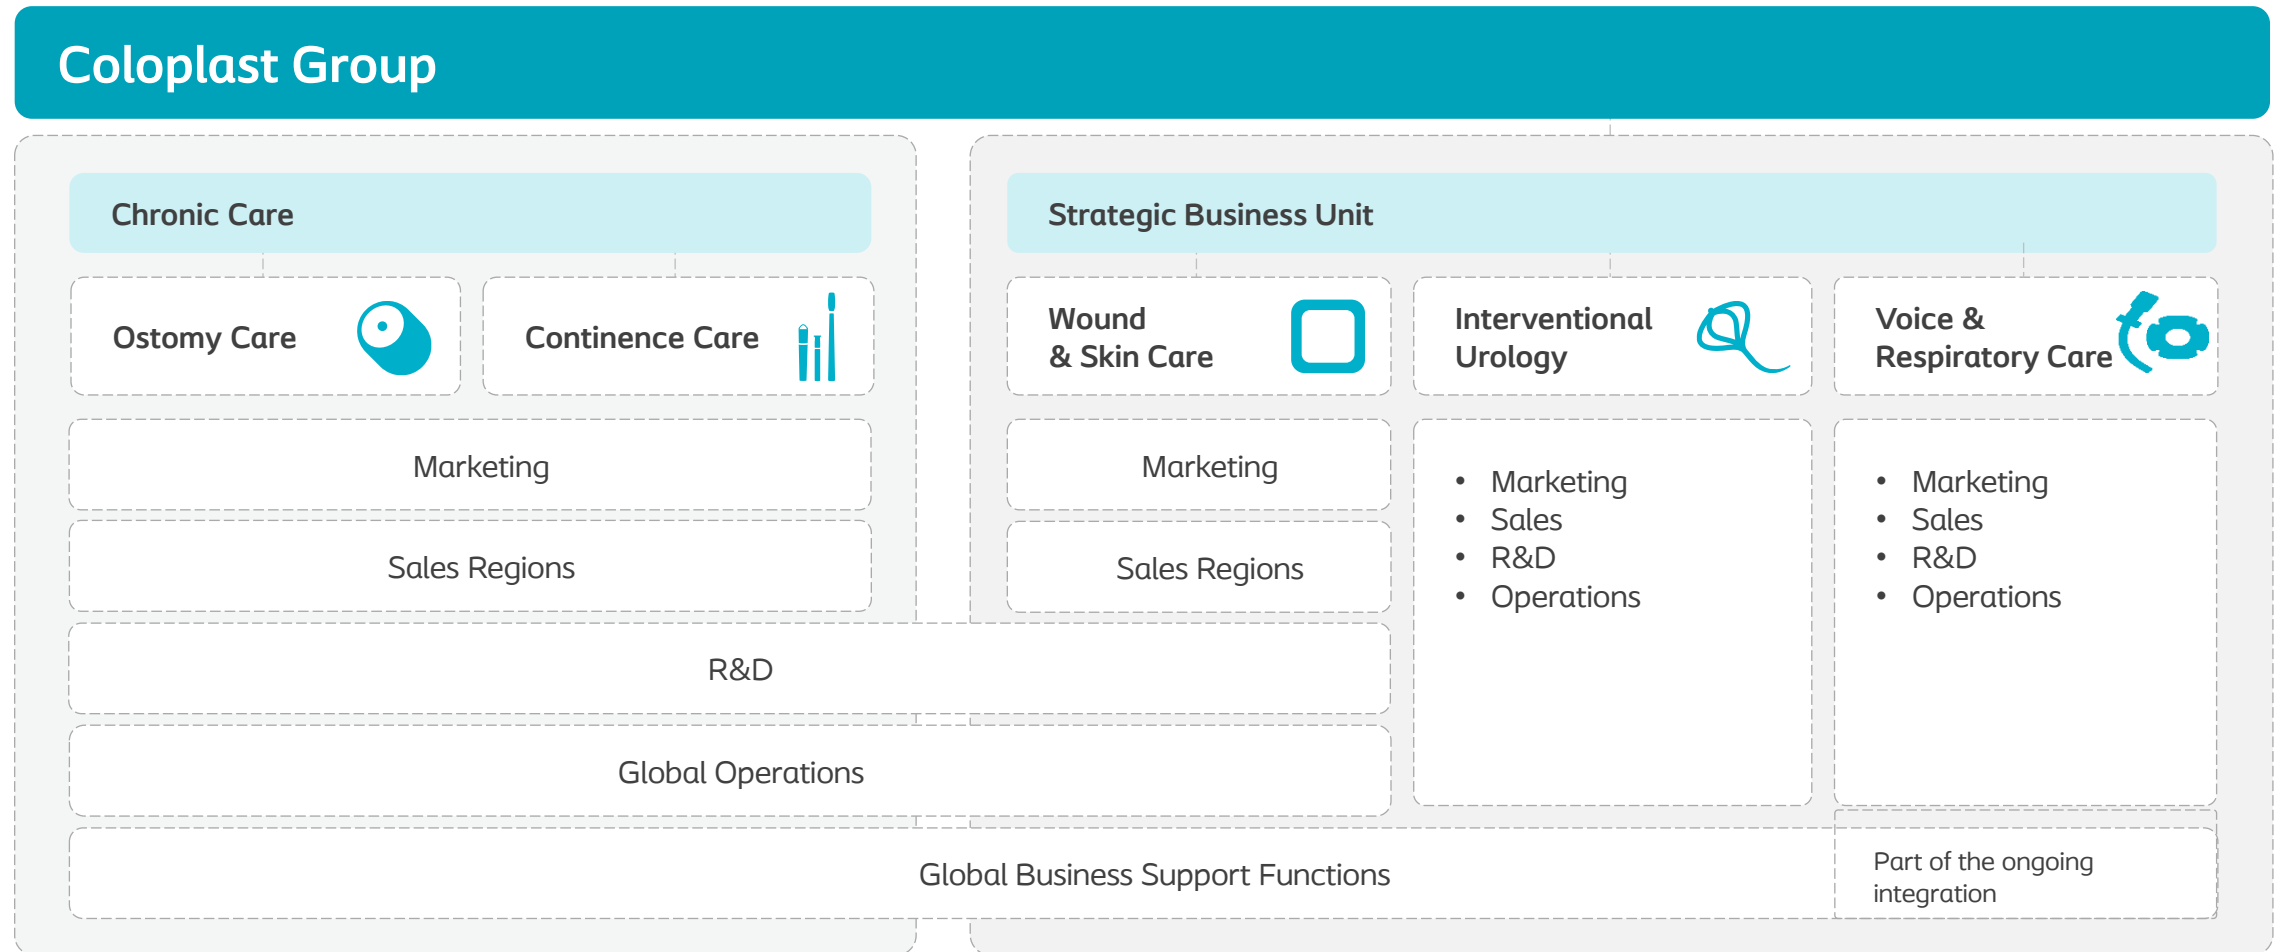 Coloplast Group
Chronic Care
Strategic Business Unit
Ostomy Care
Continence Care
Wound
& Skin Care
Interventional
Urology
Voice &
Respiratory Care
Marketing
Sales Regions
Marketing
Sales Regions
• Marketing
• Sales
• R&D
• Operations
• Marketing
• Sales
• R&D
• Operations
R&D
Global Operations
Global Business Support Functions
Part of the ongoing
integration